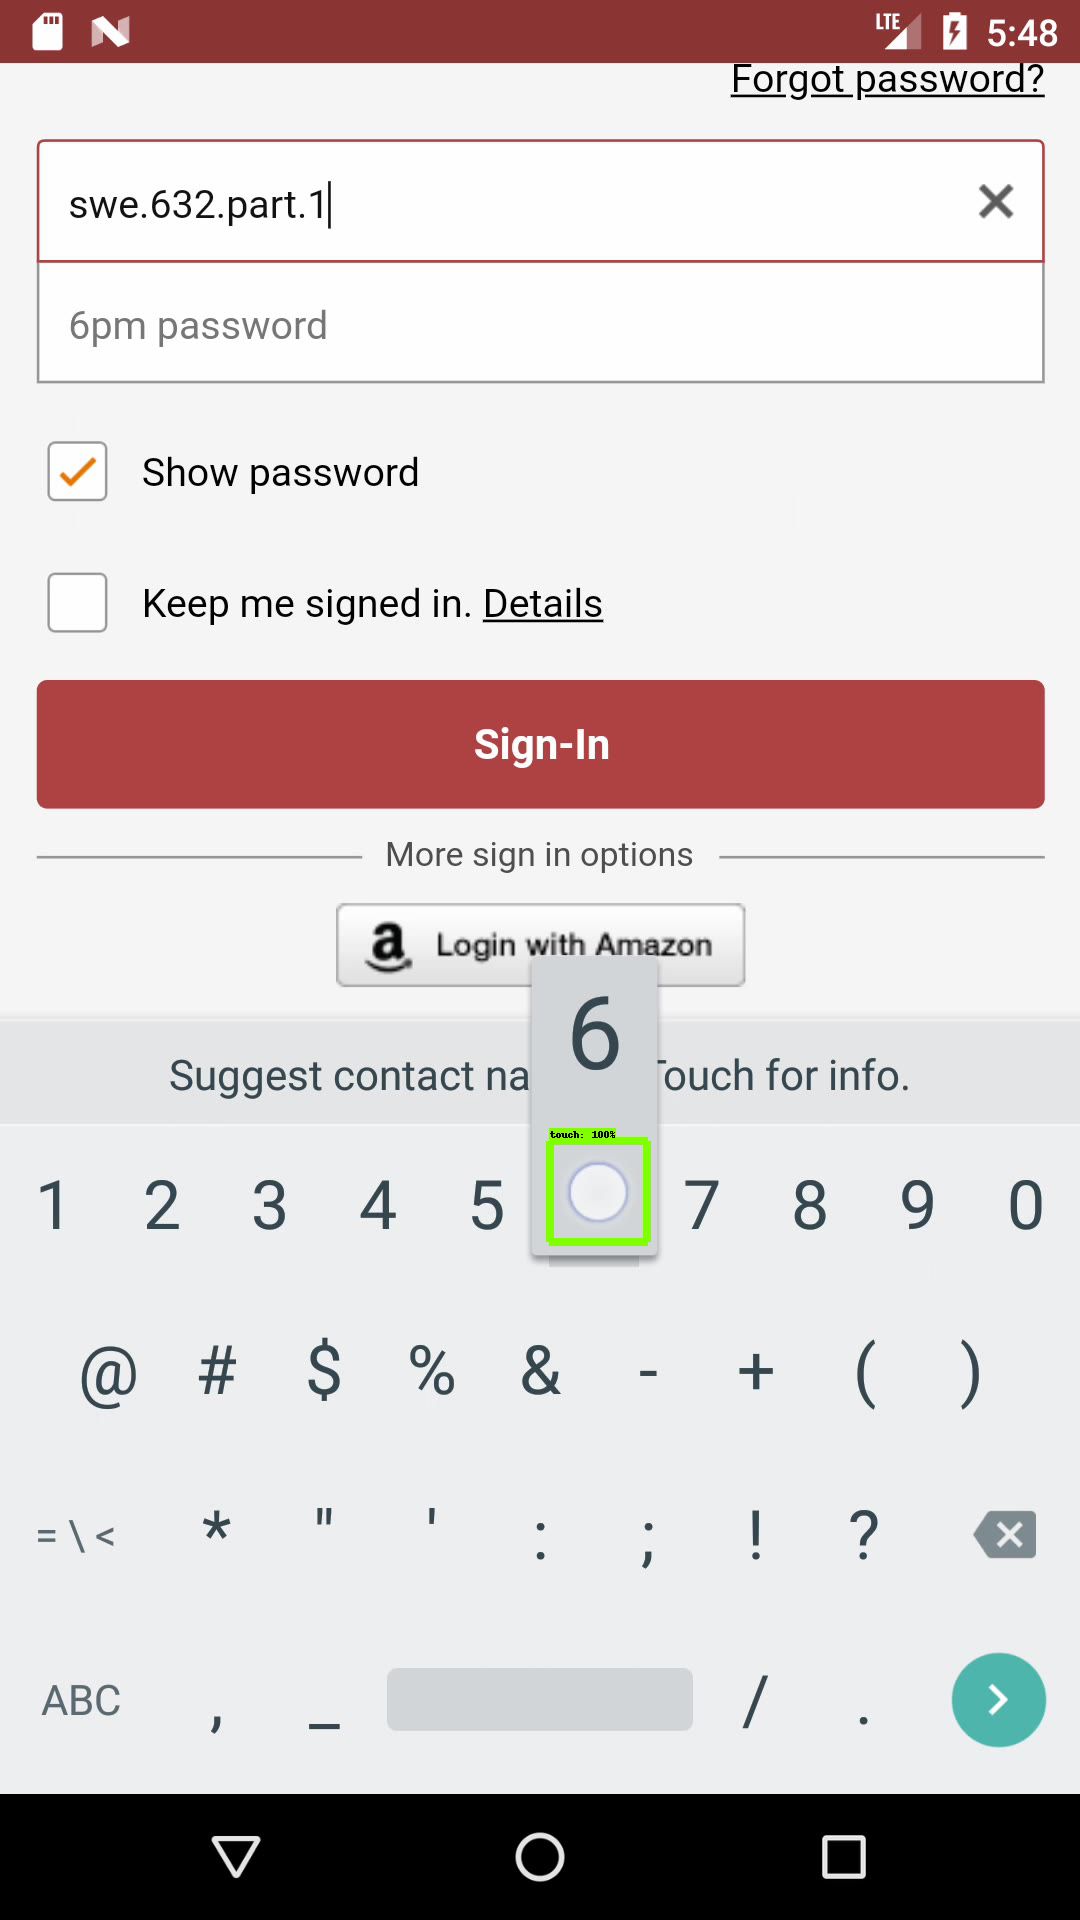 LTE 5:48
Forgot password?
swe.632.part.1
6pm password
Show password
Keep me signed in. Details
Sign-In
More sign in options
a Login with Amazon
6
Suggest contact na Touch for info.
touch: 100%
1 2 3 4 5 7 8 9 0
@ # $ % & - + ( )
= \ < * " ' : ; ! ?
ABC , _ / .